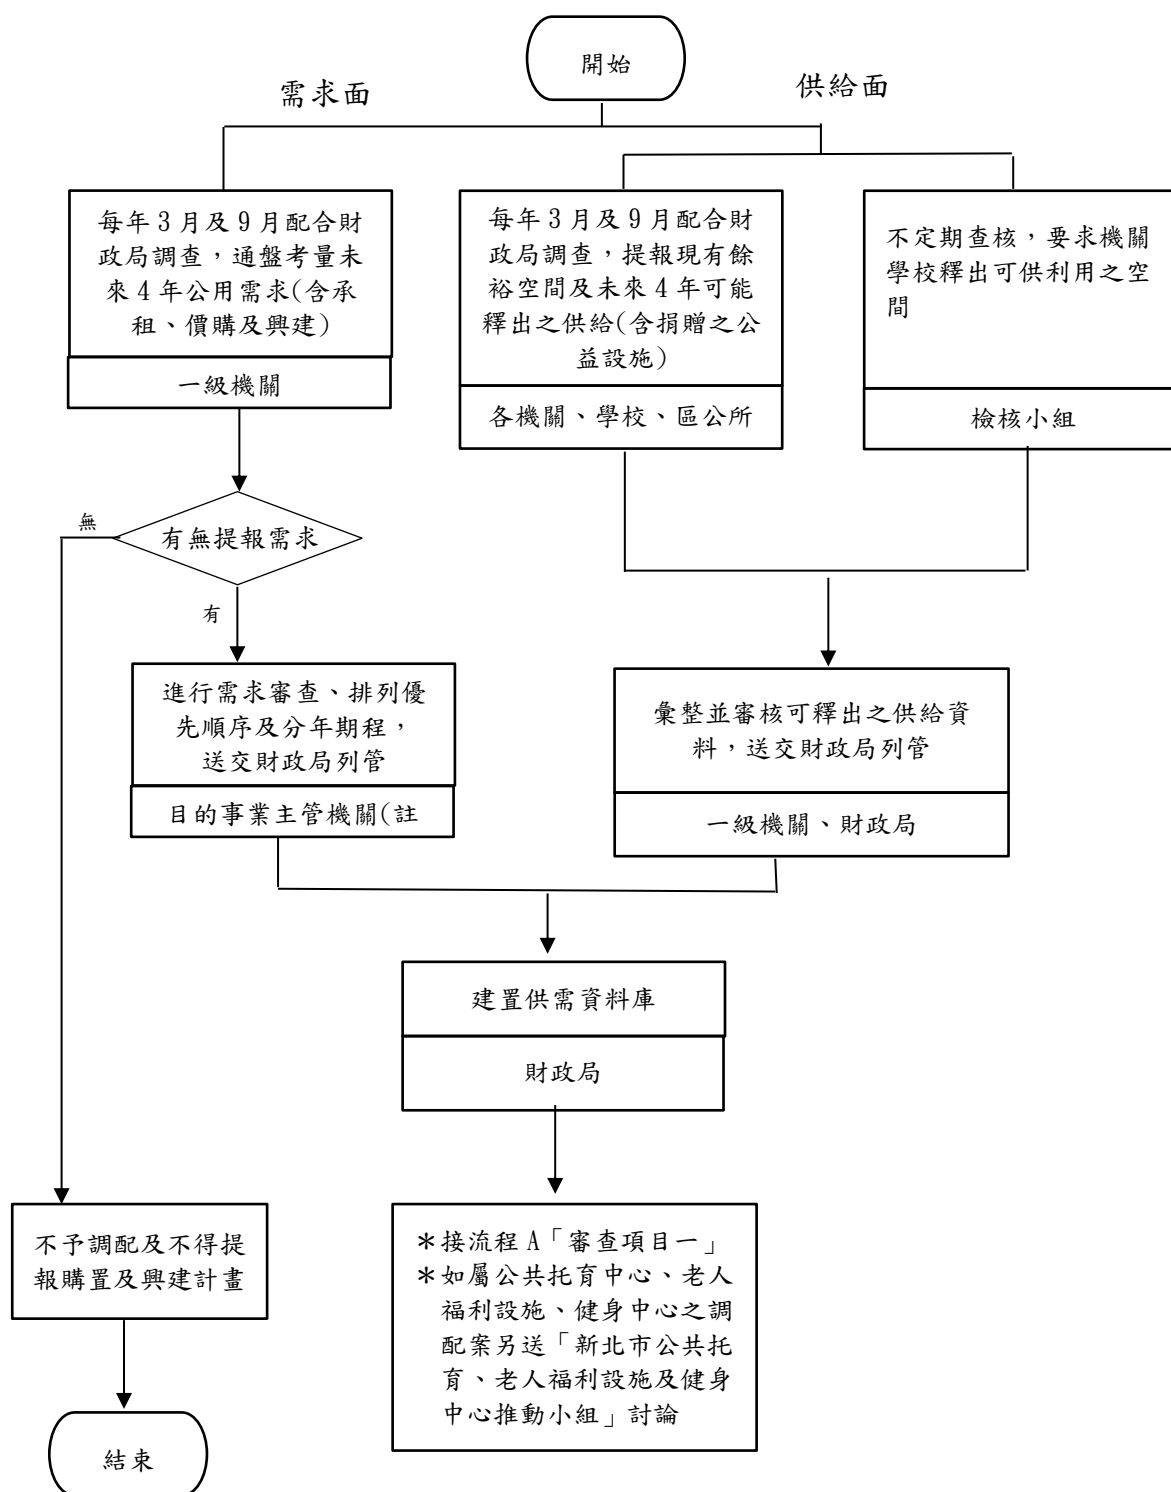 開始
需求面
供給面
每年 3 月及 9 月配合財
政局調查，通盤考量未
來 4 年公用需求(含承
租、價購及興建)
一級機關
每年 3 月及 9 月配合財
政局調查，提報現有餘
裕空間及未來 4 年可能
釋出之供給(含捐贈之公
益設施)
各機關、學校、區公所
不定期查核，要求機關
學校釋出可供利用之空
間
檢核小組
無
有無提報需求
有
進行需求審查、排列優
先順序及分年期程，
送交財政局列管
目的事業主管機關(註
彙整並審核可釋出之供給資
料，送交財政局列管
一級機關、財政局
建置供需資料庫
財政局
不予調配及不得提
報購置及興建計畫
結束
＊接流程 A「審查項目一」
＊如屬公共托育中心、老人
福利設施、健身中心之調
配案另送「新北市公共托
育、老人福利設施及健身
中心推動小組」討論